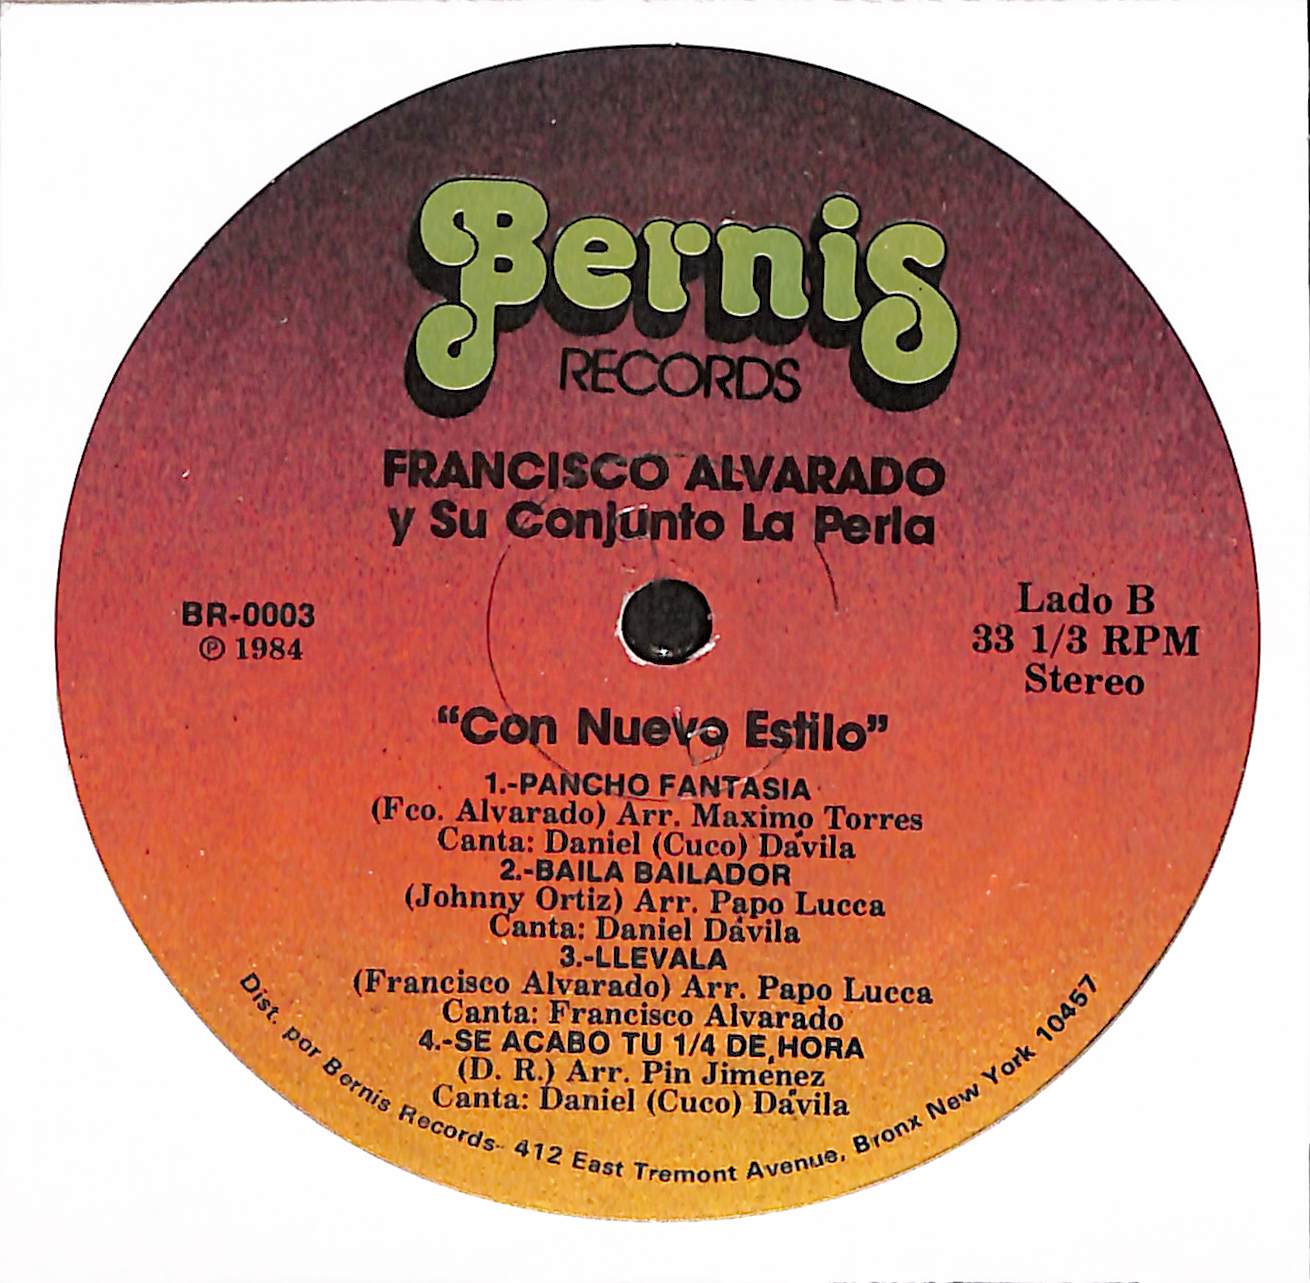 Bernis
RECORDS
FRANCISCO ALVARADO
y Su Conjunto La Perla
BR-0003
℗ 1984
Lado B
33 1/3 RPM
Stereo
"Con Nuevo Estilo"
1.-PANCHO FANTASIA
(Fco. Alvarado) Arr. Maximo Torres
Canta: Daniel (Cuco) Dávila
2.-BAILA BAILADOR
(Johnny Ortiz) Arr. Papo Lucca
Canta: Daniel Dávila
3.-LLEVALA
(Francisco Alvarado) Arr. Papo Lucca
Canta: Francisco Alvarado
4.-SE ACABO TU 1/4 DE HORA
(D. R.) Arr. Pin Jiménez
Canta: Daniel (Cuco) Dávila
Dist. por Bernis Records- 412 East Tremont Avenue, Bronx New York 10457